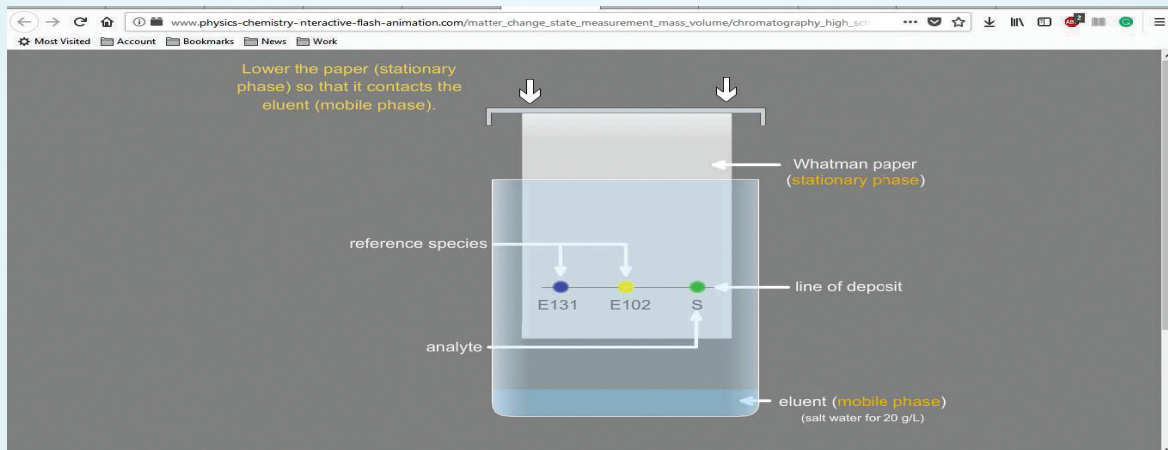 www.physics-chemistry-nteractive-flash-animation.com/matter_change_state_measurement_mass_volume/chromatography_high_sc
Most Visited Account Bookmarks News Work
Lower the paper (stationary
phase) so that it contacts the
eluent (mobile phase).
Whatman paper
(stationary phase)
reference species
line of deposit
E131 E102 S
analyte
eluent (mobile phase)
(salt water for 20 g/L)